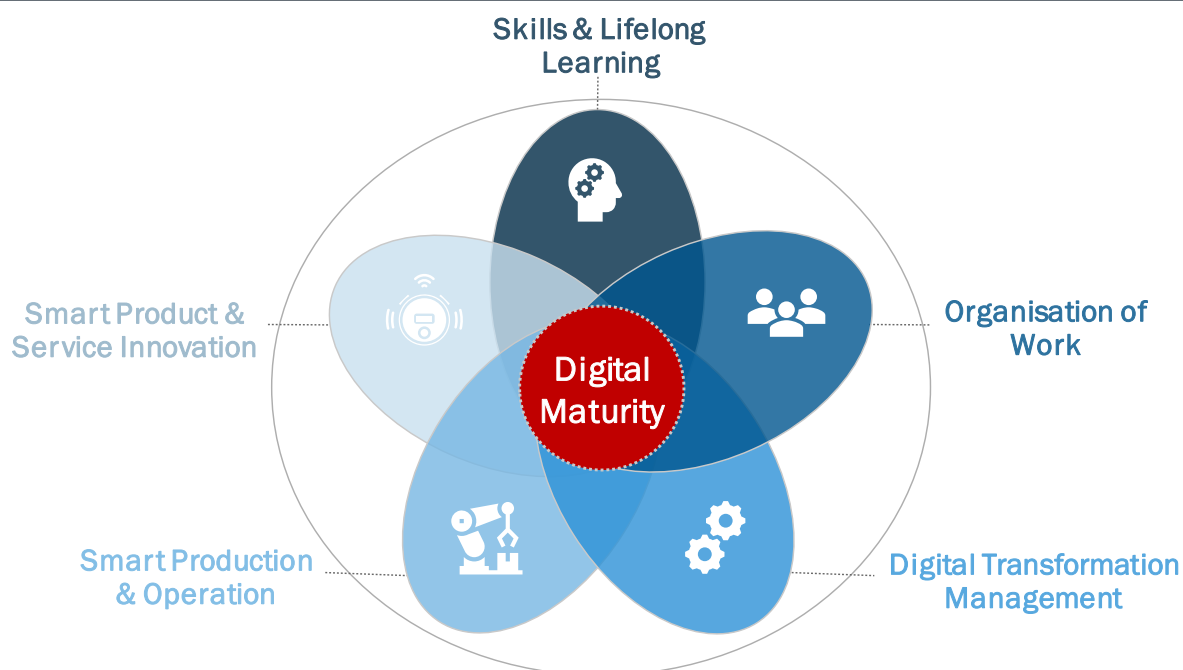 Skills & Lifelong
Learning
Smart Product &
Service Innovation
Organisation of
Work
Digital
Maturity
Smart Production
& Operation
Digital Transformation
Management